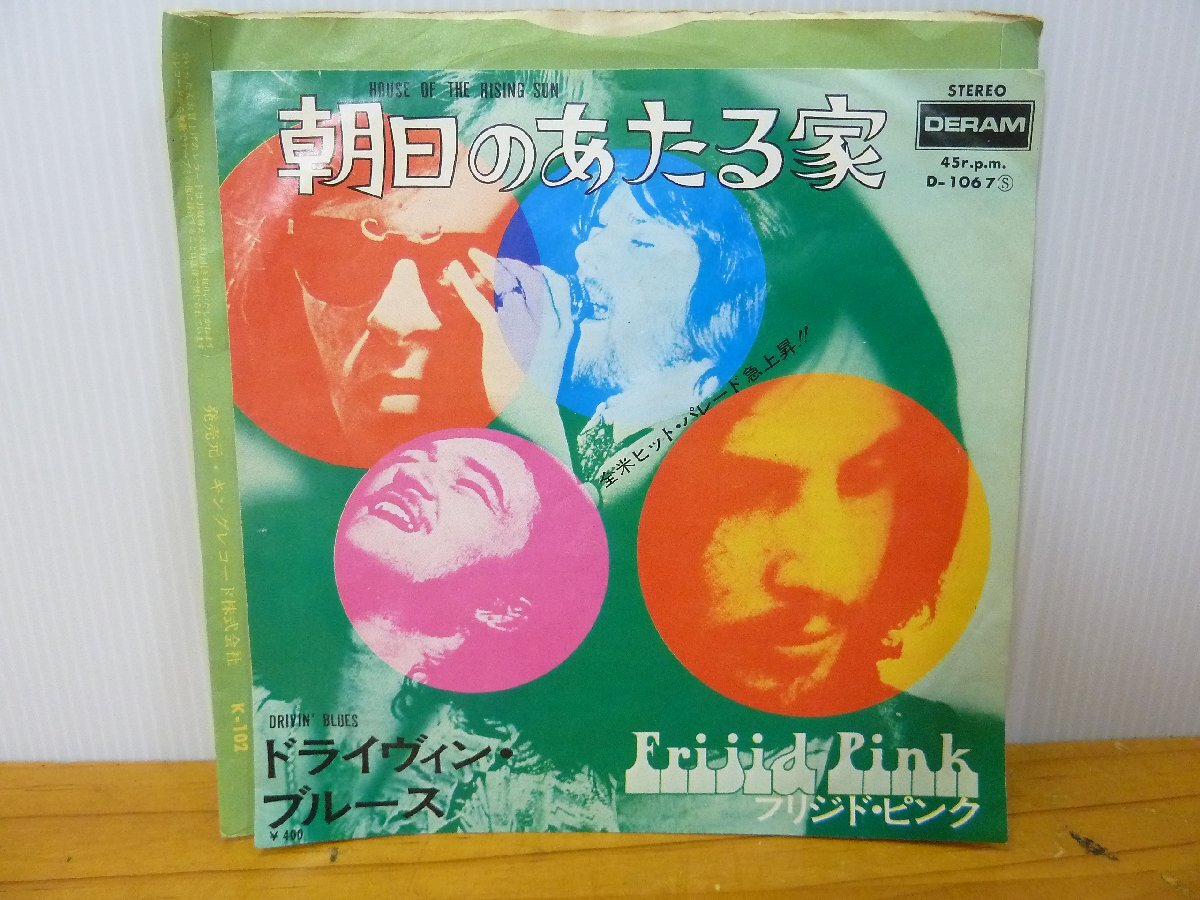 HOUSE OF THE RISING SUN
朝日のあたる家
STEREO
DERAM
45r.p.m.
D-1067Ⓢ
全米ヒット・パレード急上昇!!
DRIVIN' BLUES
ドライヴィン・
ブルース
¥400
Frijid Pink
フリジド・ピンク
発売元・キングレコード株式会社
K-102